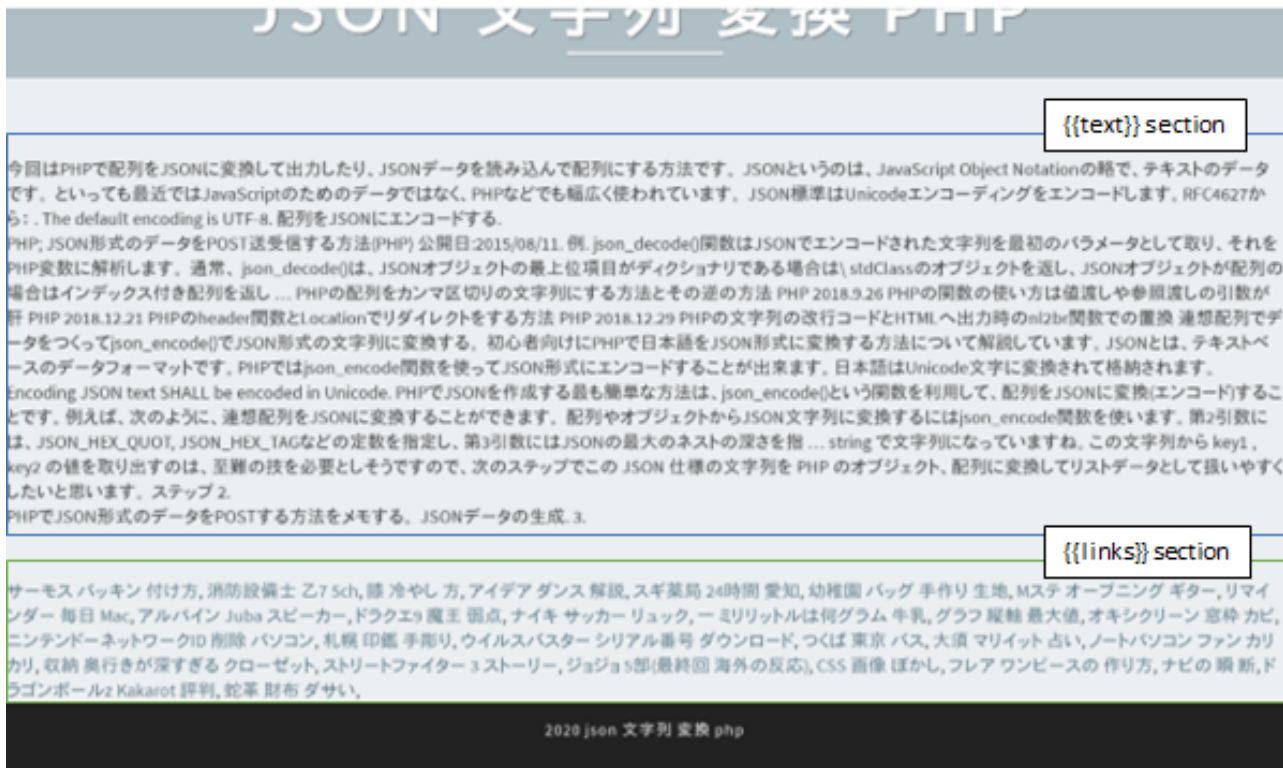 JSON 文字列 変換 PHP
{{text}} section
今回はPHPで配列をJSONに変換して出力したり、JSONデータを読み込んで配列にする方法です。JSONというのは、JavaScript Object Notationの略で、テキストのデータ
です。といっても最近ではJavaScriptのためのデータではなく、PHPなどでも幅広く使われています。JSON標準はUnicodeエンコーディングをエンコードします。RFC4627か
ら: . The default encoding is UTF-8. 配列をJSONにエンコードする.
PHP; JSON形式のデータをPOST送受信する方法(PHP) 公開日:2015/08/11. 例. json_decode()関数はJSONでエンコードされた文字列を最初のパラメータとして取り、それを
PHP変数に解析します。通常、json_decode()は、JSONオブジェクトの最上位項目がディクショナリである場合は\ stdClassのオブジェクトを返し、JSONオブジェクトが配列の
場合はインデックス付き配列を返し ... PHPの配列をカンマ区切りの文字列にする方法とその逆の方法 PHP 2018.9.26 PHPの関数の使い方は値渡しや参照渡しの引数が
肝 PHP 2018.12.21 PHPのheader関数とLocationでリダイレクトをする方法 PHP 2018.12.29 PHPの文字列の改行コードとHTMLへ出力時のnl2br関数での置換 連想配列でデ
ータをつくってjson_encode()でJSON形式の文字列に変換する。初心者向けにPHPで日本語をJSON形式に変換する方法について解説しています。JSONとは、テキストベ
ースのデータフォーマットです。PHPではjson_encode関数を使ってJSON形式にエンコードすることが出来ます。日本語はUnicode文字に変換されて格納されます。
Encoding JSON text SHALL be encoded in Unicode. PHPでJSONを作成する最も簡単な方法は、json_encode()という関数を利用して、配列をJSONに変換(エンコード)するこ
とです。例えば、次のように、連想配列をJSONに変換することができます。配列やオブジェクトからJSON文字列に変換するにはjson_encode関数を使います。第2引数に
は、JSON_HEX_QUOT, JSON_HEX_TAGなどの定数を指定し、第3引数にはJSONの最大のネストの深さを指 ... string で文字列になっていますね。この文字列から key1 ,
key2 の値を取り出すのは、至難の技を必要としそうですので、次のステップでこの JSON 仕様の文字列を PHP のオブジェクト、配列に変換してリストデータとして扱いやすく
したいと思います。ステップ 2.
PHPでJSON形式のデータをPOSTする方法をメモする。JSONデータの生成. 3.
{{links}} section
サーモス パッキン 付け方, 消防設備士 乙7 5ch, 膝 冷やし 方, アイデア ダンス 解説, スギ薬局 24時間 愛知, 幼稚園 バッグ 手作り 生地, Mステ オープニング ギター, リマイ
ンダー 毎日 Mac, アルパイン Juba スピーカー, ドラクエ9 魔王 弱点, ナイキ サッカー リュック, 一 ミリリットルは何グラム 牛乳, グラフ 縦軸 最大値, オキシクリーン 窓枠 カビ,
ニンテンドーネットワークID 削除 パソコン, 札幌 印鑑 手彫り, ウイルスバスター シリアル番号 ダウンロード, つくば 東京 バス, 大須 マリイット 占い, ノートパソコン ファン カリ
カリ, 収納 奥行きが深すぎる クローゼット, ストリートファイター 3 ストーリー, ジョジョ 5部(最終回 海外の反応), CSS 画像 ぼかし, フレア ワンピースの 作り方, ナビの 瞬 断, ド
ラゴンボールz Kakarot 評判, 蛇革 財布 ダサい,
2020 json 文字列 変換 php